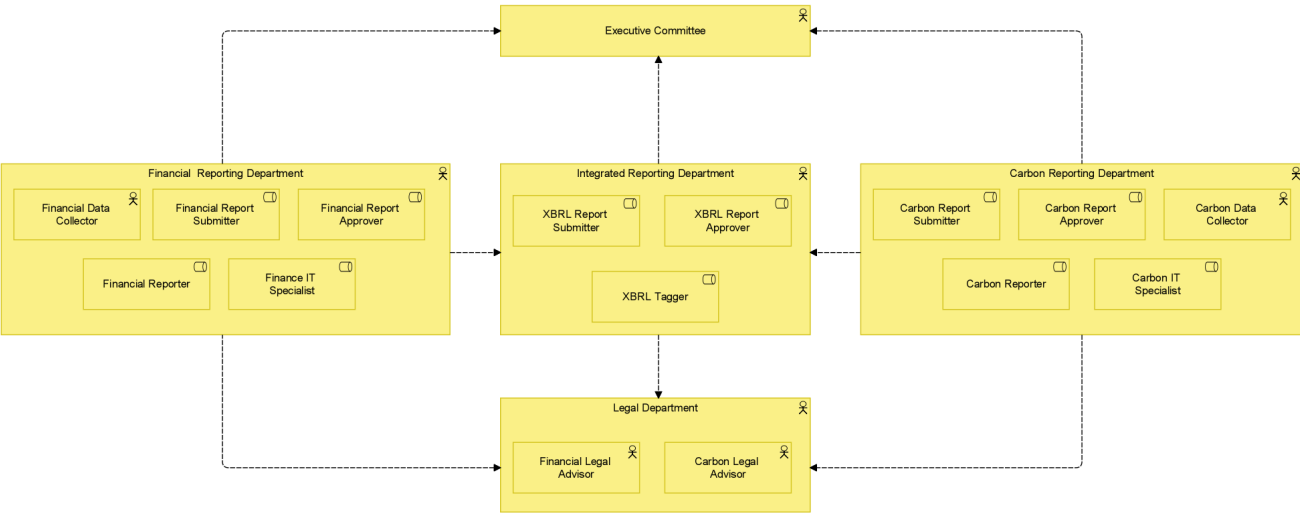 Executive Committee
Financial  Reporting Department
Financial Data
Collector
Financial Report
Submitter
Financial Report
Approver
Financial Reporter
Finance IT
Specialist
Integrated Reporting Department
XBRL Report
Submitter
XBRL Report
Approver
XBRL Tagger
Carbon Reporting Department
Carbon Report
Submitter
Carbon Report
Approver
Carbon Data
Collector
Carbon Reporter
Carbon IT
Specialist
Legal Department
Financial Legal
Advisor
Carbon Legal
Advisor